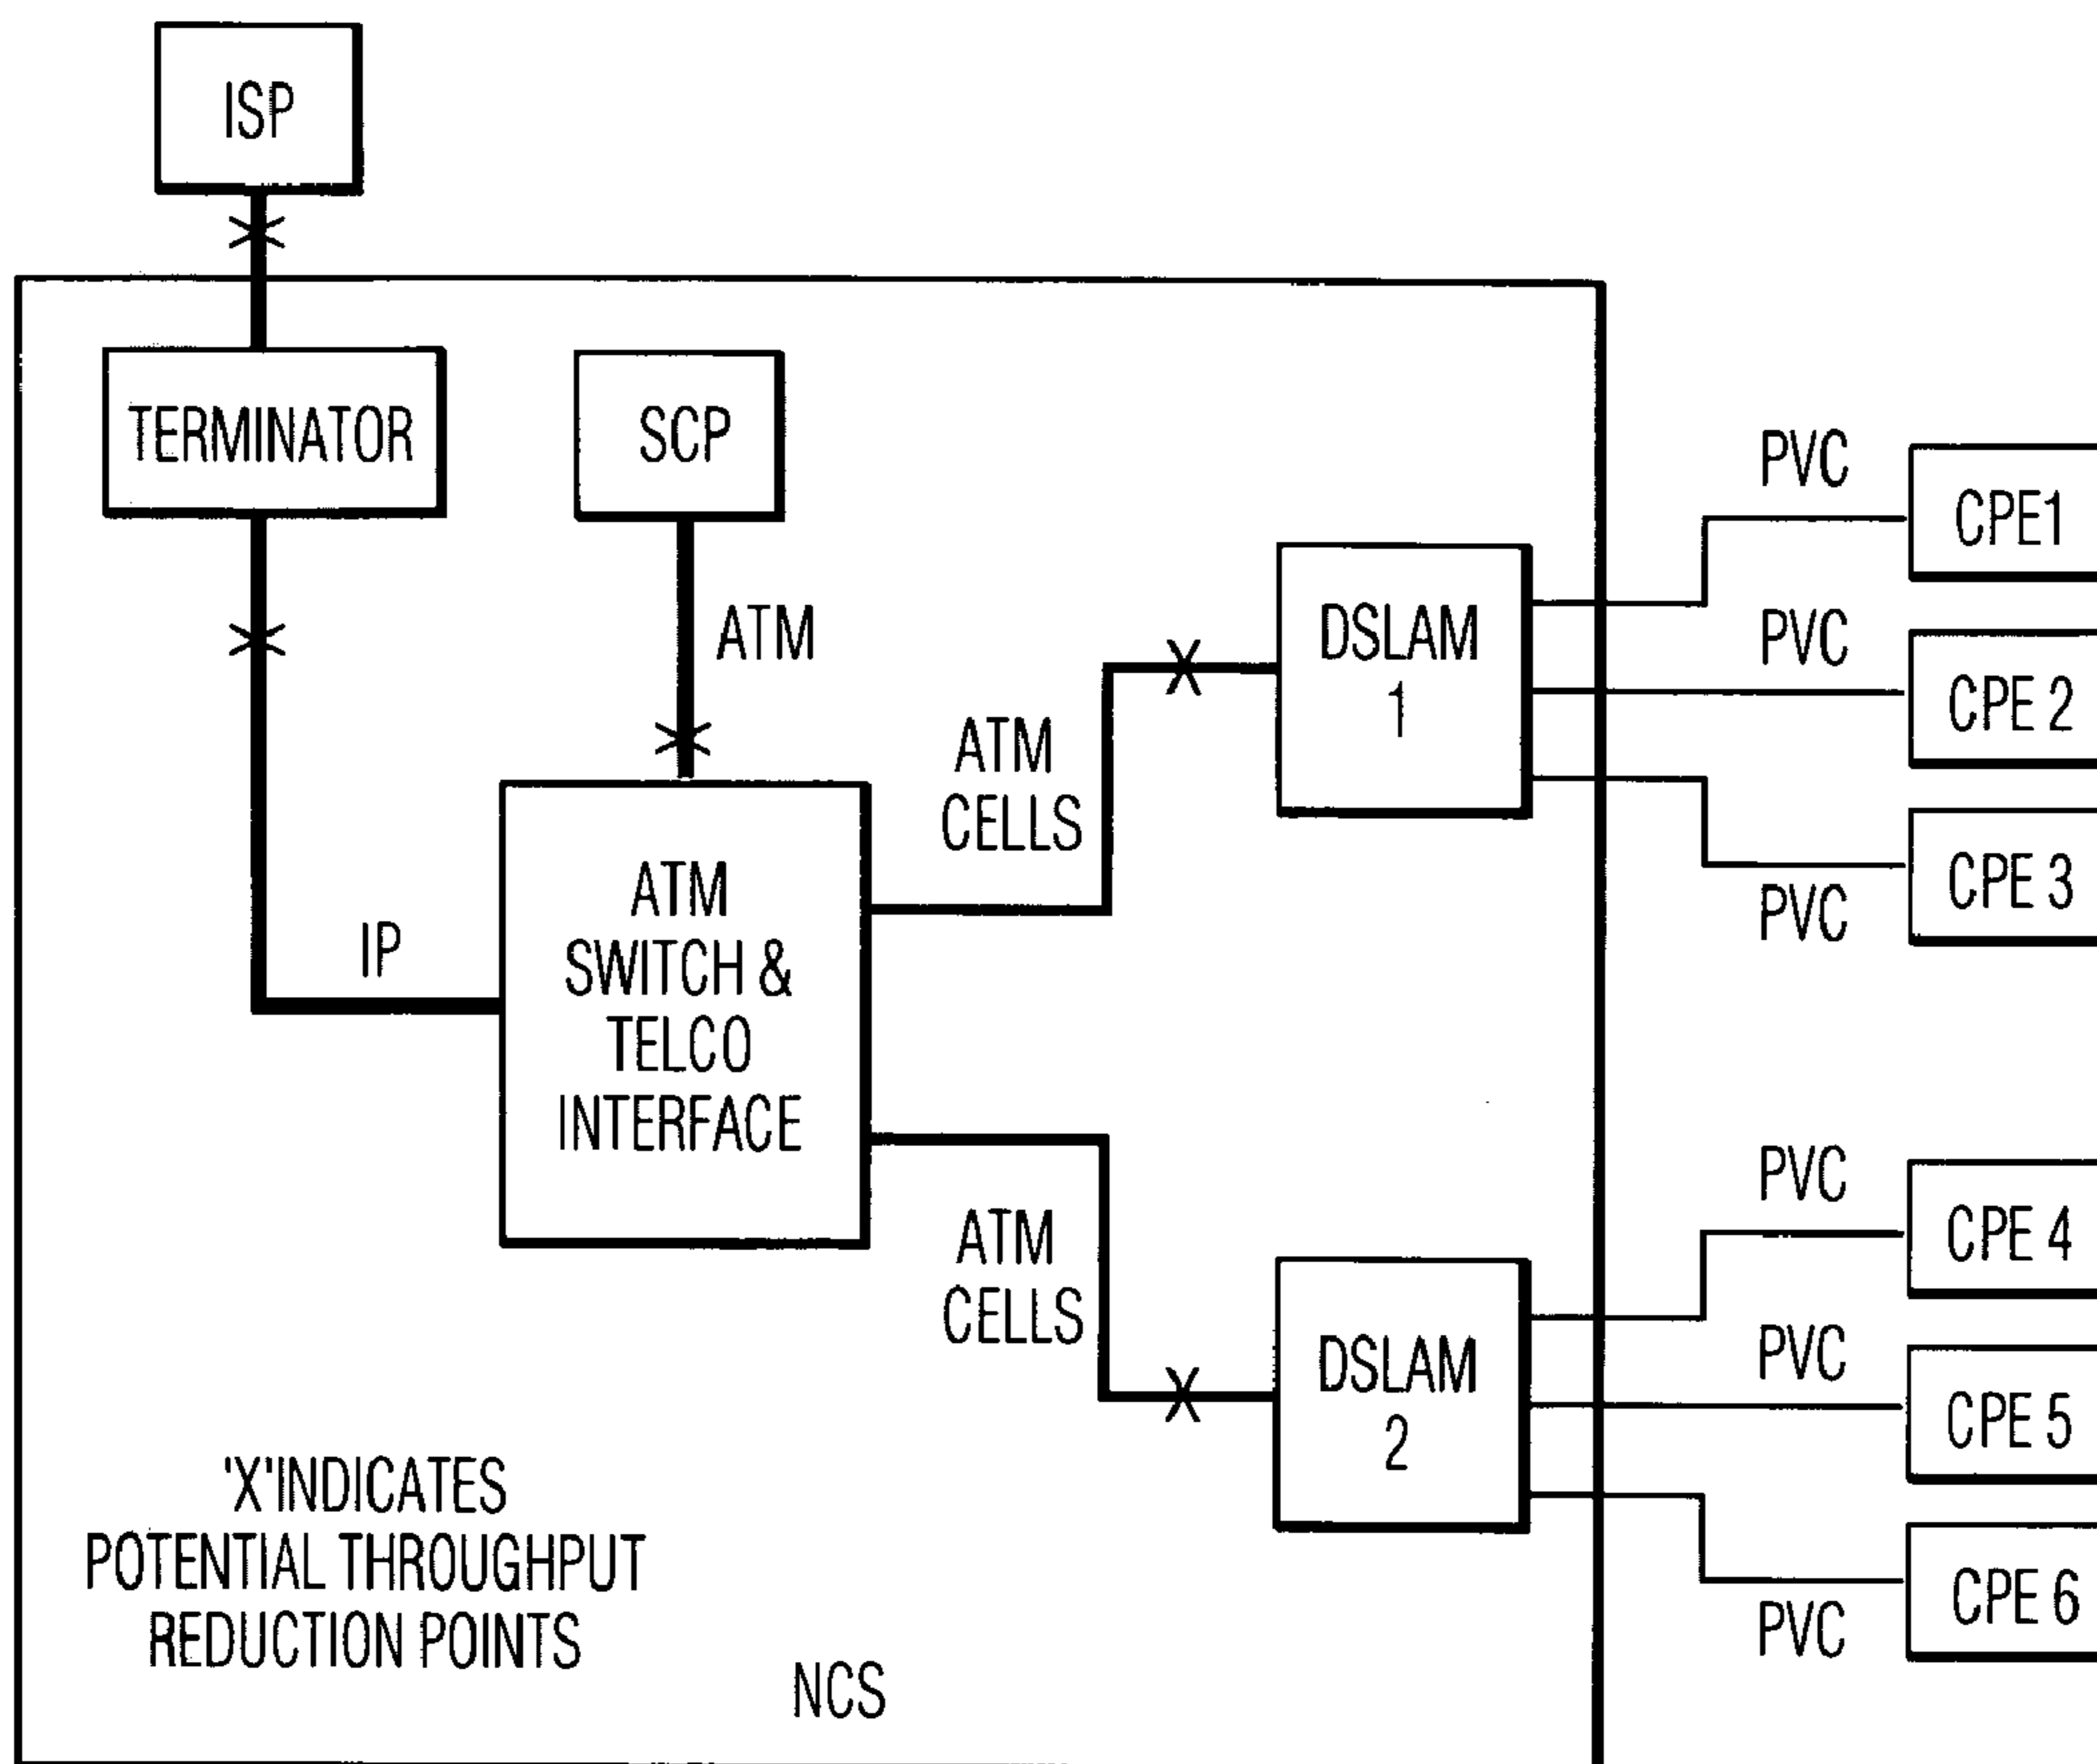 ISP
TERMINATOR
SCP
ATM
IP
ATM
SWITCH &
TELCO
INTERFACE
ATM
CELLS
ATM
CELLS
DSLAM
1
DSLAM
2
PVC
CPE1
PVC
CPE 2
CPE 3
PVC
PVC
CPE 4
PVC
CPE 5
CPE 6
PVC
'X'INDICATES
POTENTIAL THROUGHPUT
REDUCTION POINTS
NCS